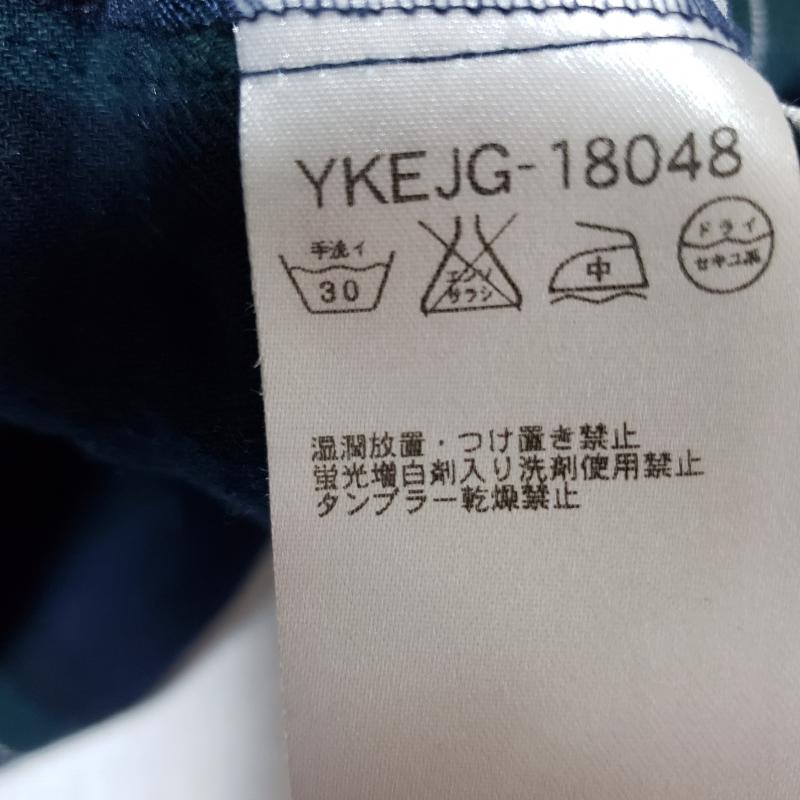 YKEJG-18048
手洗イ
30
エンソ
サラシ
中
ドライ
セキユ系
湿潤放置・つけ置き禁止
蛍光増白剤入り洗剤使用禁止
タンブラー乾燥禁止